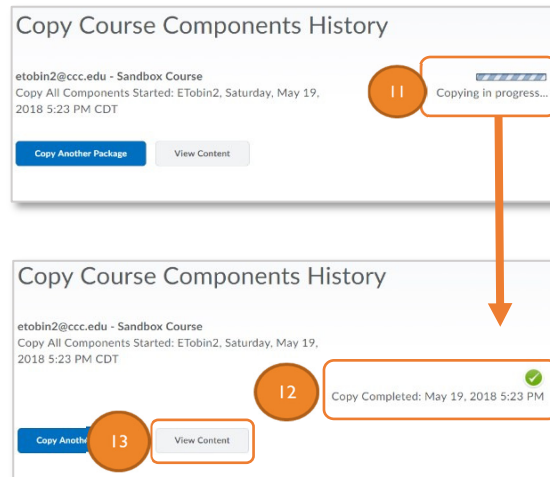 Copy Course Components History
etobin2@ccc.edu - Sandbox Course
Copy All Components Started: ETobin2, Saturday, May 19,
2018 5:23 PM CDT
11
Copying in progress...
Copy Another Package
View Content
Copy Course Components History
etobin2@ccc.edu - Sandbox Course
Copy All Components Started: ETobin2, Saturday, May 19,
2018 5:23 PM CDT
12
Copy Completed: May 19, 2018 5:23 PM
Copy
13
View Content